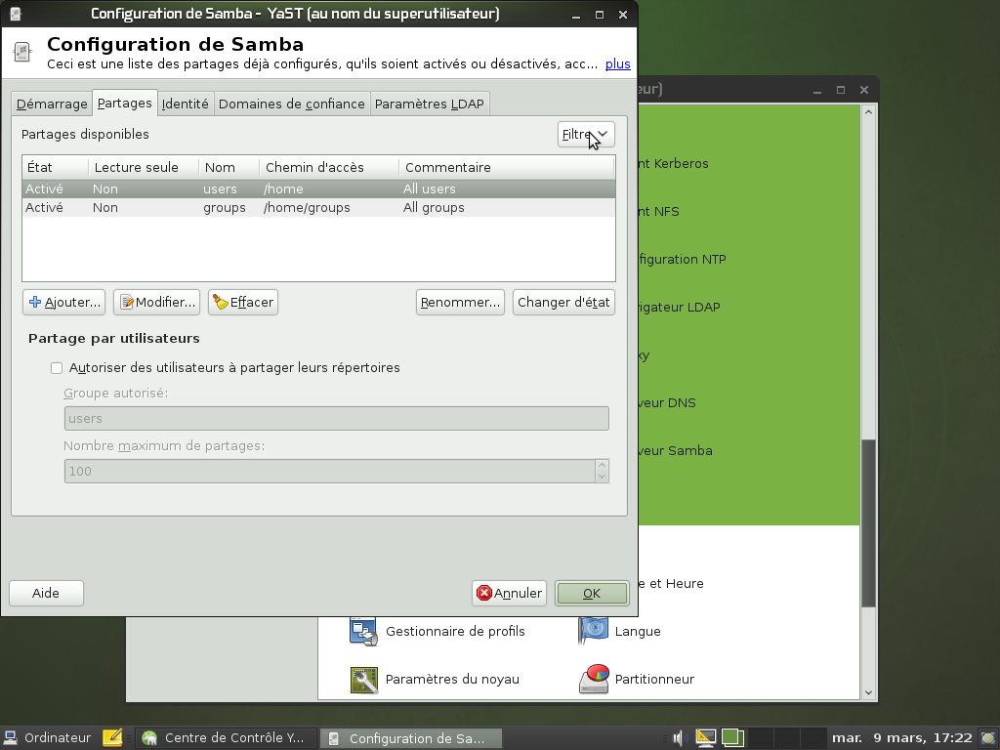 Configuration de Samba - YaST (au nom du superutilisateur)
Configuration de Samba
Ceci est une liste des partages déjà configurés, qu'ils soient activés ou désactivés, acc... plus
Démarrage Partages Identité Domaines de confiance Paramètres LDAP
Partages disponibles Filtre
État Lecture seule Nom Chemin d'accès Commentaire
Activé Non users /home All users
Activé Non groups /home/groups All groups
Ajouter... Modifier... Effacer Renommer... Changer d'état
Partage par utilisateurs
Autoriser des utilisateurs à partager leurs répertoires
Groupe autorisé:
users
Nombre maximum de partages:
100
Aide Annuler OK
eur)
nt Kerberos
nt NFS
figuration NTP
vigateur LDAP
xy
veur DNS
veur Samba
e et Heure
Gestionnaire de profils Langue
Paramètres du noyau Partitionneur
Ordinateur Centre de Contrôle Y... Configuration de Sa... mar. 9 mars, 17:22